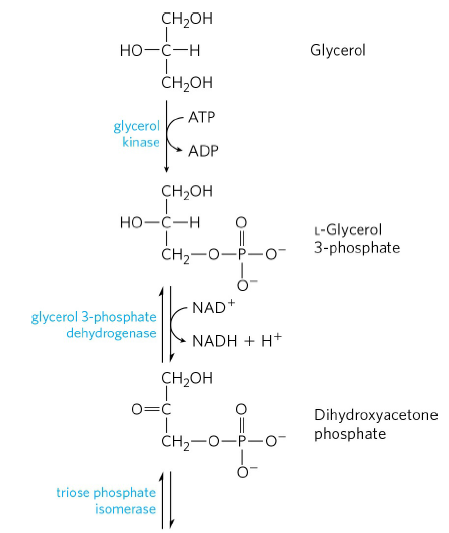 CH₂OH
HO—C—H
CH₂OH
Glycerol
glycerol
kinase
ATP
ADP
CH₂OH
HO—C—H
O
CH₂—O—P—O⁻
O⁻
L-Glycerol
3-phosphate
glycerol 3-phosphate
dehydrogenase
NAD⁺
NADH + H⁺
CH₂OH
O=C
O
CH₂—O—P—O⁻
O⁻
Dihydroxyacetone
phosphate
triose phosphate
isomerase